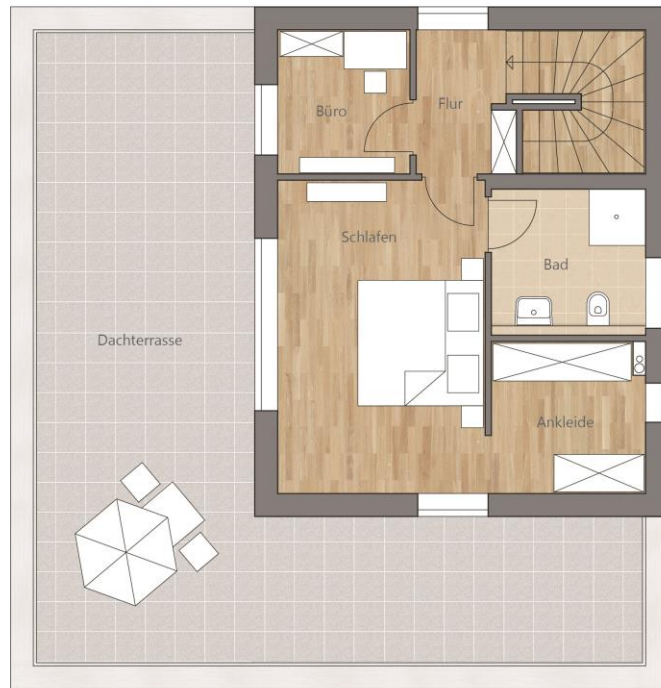 Büro
Flur
Schlafen
Bad
Dachterrasse
Ankleide